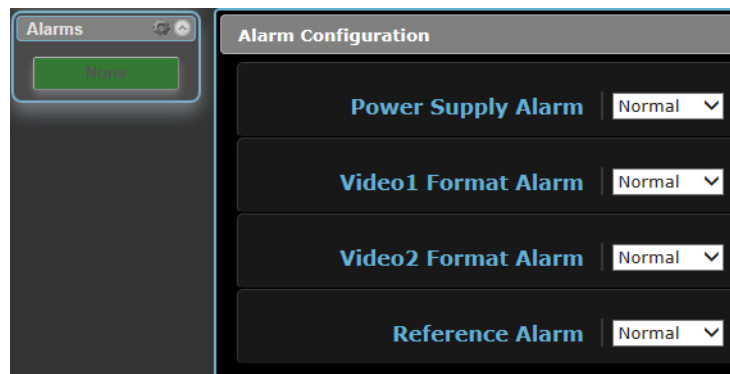 Alarms
None
Alarm Configuration
Power Supply Alarm Normal
Video1 Format Alarm Normal
Video2 Format Alarm Normal
Reference Alarm Normal